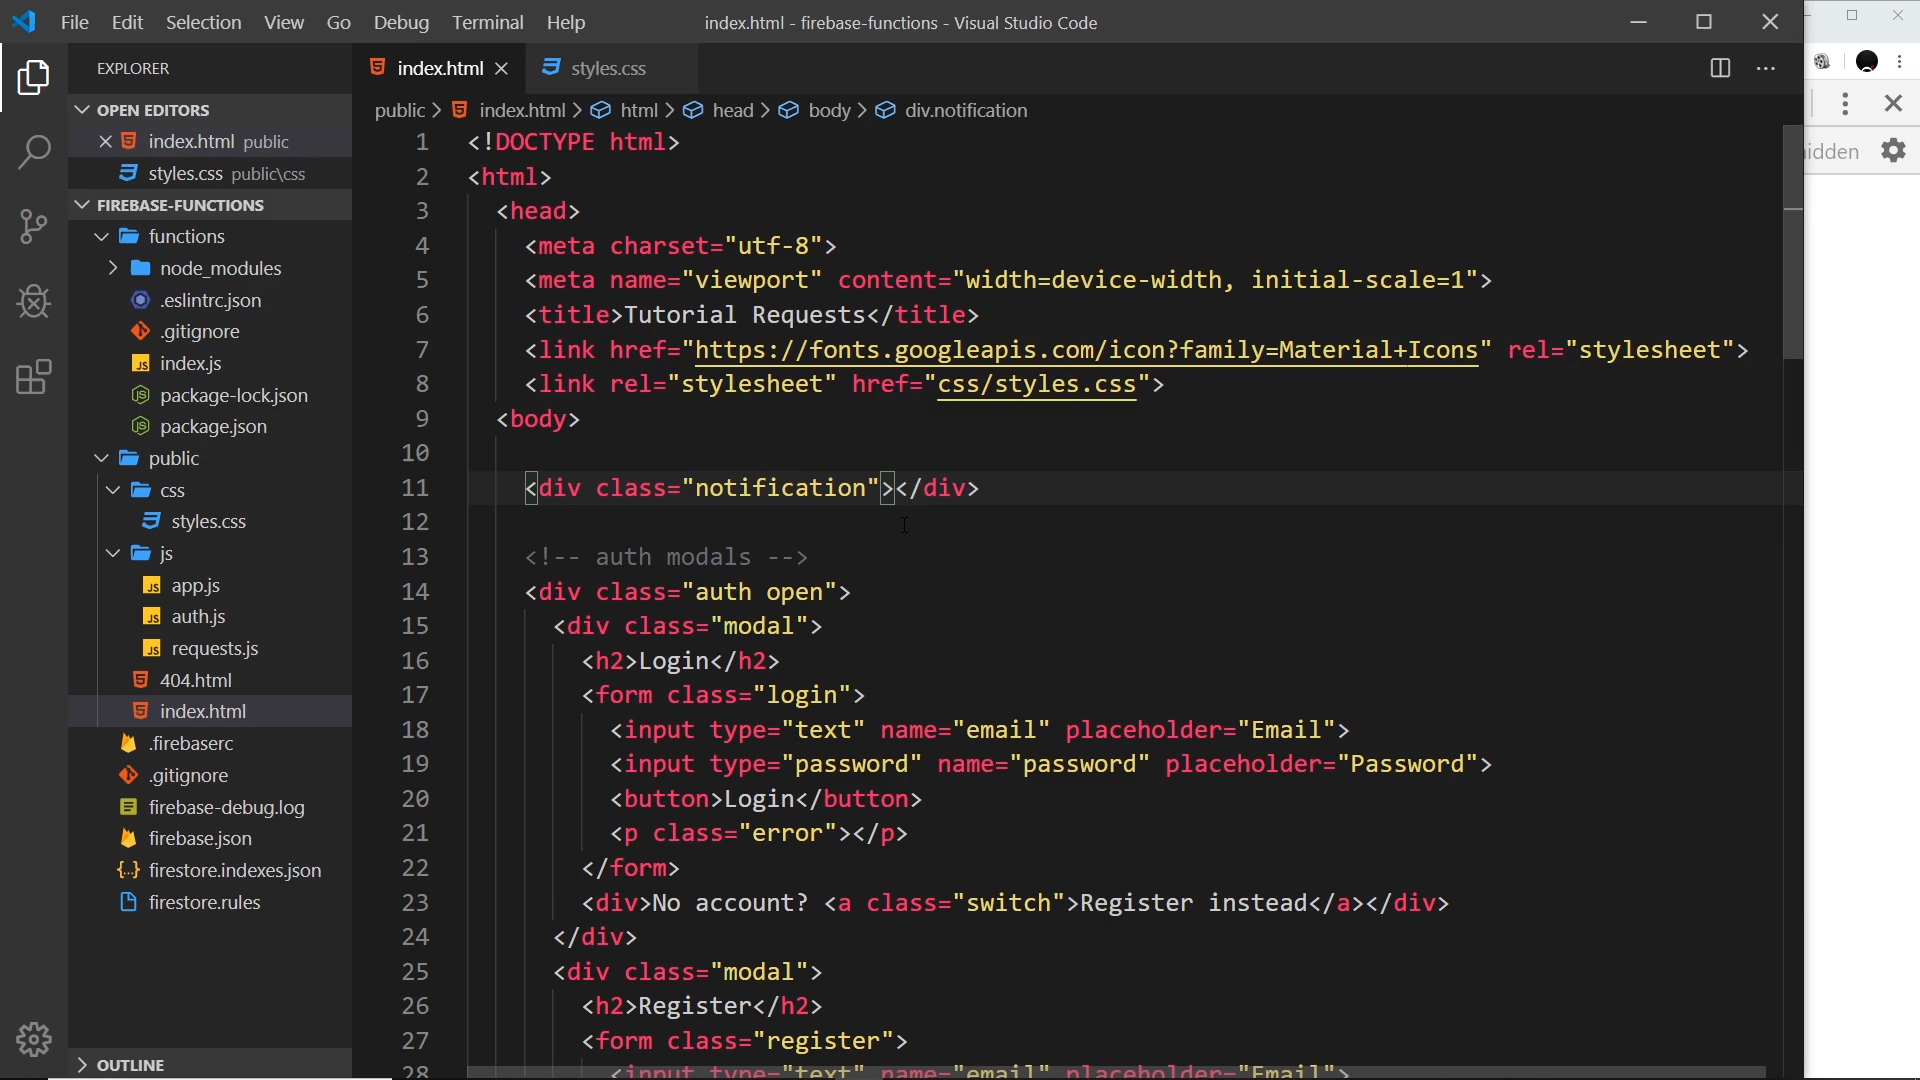 File Edit Selection View Go Debug Terminal Help
index.html - firebase-functions - Visual Studio Code
EXPLORER
OPEN EDITORS
index.html public
styles.css public\css
FIREBASE-FUNCTIONS
functions
node_modules
.eslintrc.json
.gitignore
index.js
package-lock.json
package.json
public
css
styles.css
js
app.js
auth.js
requests.js
404.html
index.html
.firebaserc
.gitignore
firebase-debug.log
firebase.json
firestore.indexes.json
firestore.rules
OUTLINE
index.html styles.css
public > index.html > html > head > body > div.notification
1 <!DOCTYPE html>
2 <html>
3 <head>
4 <meta charset="utf-8">
5 <meta name="viewport" content="width=device-width, initial-scale=1">
6 <title>Tutorial Requests</title>
7 <link href="https://fonts.googleapis.com/icon?family=Material+Icons" rel="stylesheet">
8 <link rel="stylesheet" href="css/styles.css">
9 <body>
10
11 <div class="notification"></div>
12
13 <!-- auth modals -->
14 <div class="auth open">
15 <div class="modal">
16 <h2>Login</h2>
17 <form class="login">
18 <input type="text" name="email" placeholder="Email">
19 <input type="password" name="password" placeholder="Password">
20 <button>Login</button>
21 <p class="error"></p>
22 </form>
23 <div>No account? <a class="switch">Register instead</a></div>
24 </div>
25 <div class="modal">
26 <h2>Register</h2>
27 <form class="register">
28 <input type="text" name="email" placeholder="Email">